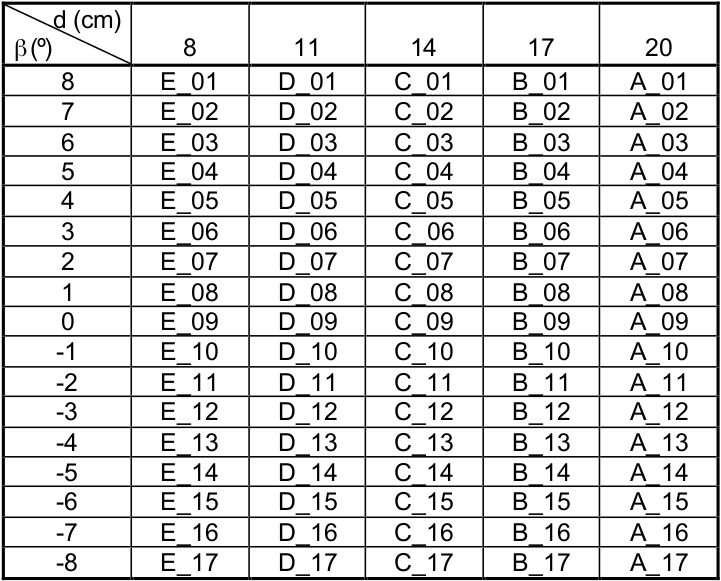 d (cm)
β(º) 8 11 14 17 20
8 E_01 D_01 C_01 B_01 A_01
7 E_02 D_02 C_02 B_02 A_02
6 E_03 D_03 C_03 B_03 A_03
5 E_04 D_04 C_04 B_04 A_04
4 E_05 D_05 C_05 B_05 A_05
3 E_06 D_06 C_06 B_06 A_06
2 E_07 D_07 C_07 B_07 A_07
1 E_08 D_08 C_08 B_08 A_08
0 E_09 D_09 C_09 B_09 A_09
-1 E_10 D_10 C_10 B_10 A_10
-2 E_11 D_11 C_11 B_11 A_11
-3 E_12 D_12 C_12 B_12 A_12
-4 E_13 D_13 C_13 B_13 A_13
-5 E_14 D_14 C_14 B_14 A_14
-6 E_15 D_15 C_15 B_15 A_15
-7 E_16 D_16 C_16 B_16 A_16
-8 E_17 D_17 C_17 B_17 A_17